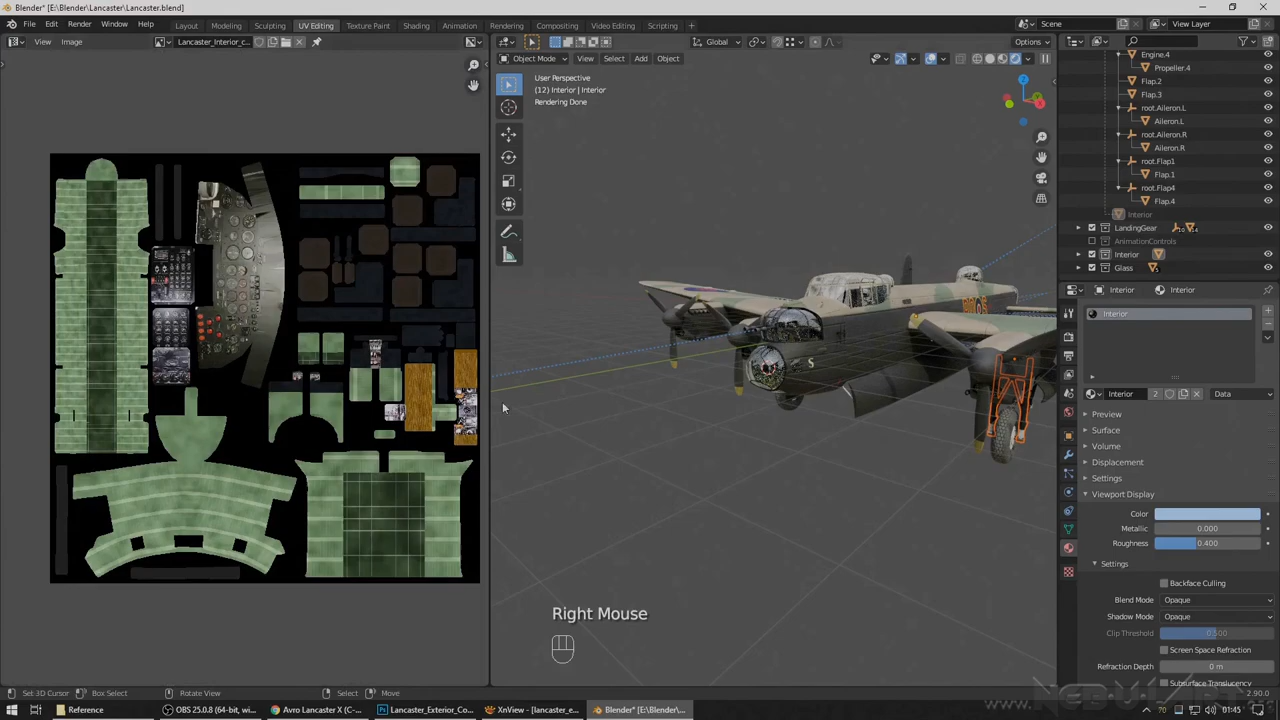 Blender* [E:\Blender\Lancaster\Lancaster.blend]
File Edit Render Window Help Layout Modeling Sculpting UV Editing Texture Paint Shading Animation Rendering Compositing Video Editing Scripting + Scene View Layer
View Image Lancaster_Interior_c... Global Options
Object Mode View Select Add Object
User Perspective
(12) Interior | Interior
Rendering Done
Engine.4
Propeller.4
Flap.2
Flap.3
root.Aileron.L
Aileron.L
root.Aileron.R
Aileron.R
root.Flap1
Flap.1
root.Flap4
Flap.4
Interior
LandingGear
AnimationControls
Interior
Glass
Interior Interior
Interior
Interior 2 Data
Preview
Surface
Volume
Displacement
Settings
Viewport Display
Color
Metallic 0.000
Roughness 0.400
Settings
Backface Culling
Blend Mode Opaque
Shadow Mode Opaque
Clip Threshold 0.500
Screen Space Refraction
Refraction Depth 0 m
Subsurface Translucency
S
Right Mouse
Set 3D Cursor Box Select Rotate View Select Move 2.90.0
Reference OBS 25.0.8 (64-bit, wi... Avro Lancaster X (C-... Lancaster_Exterior_Co... XnView - [lancaster_e... Blender* [E:\Blender\... 70 01:45